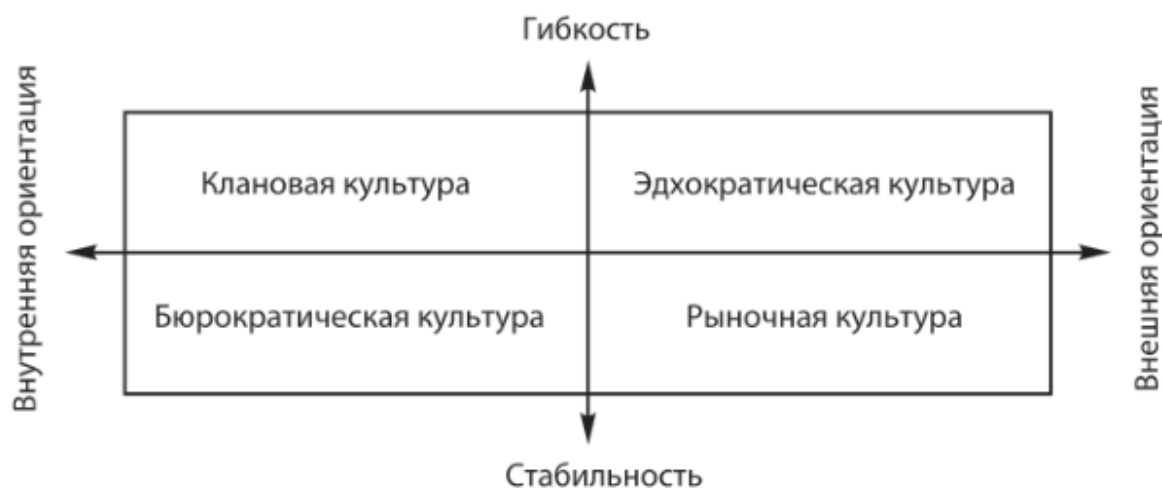 Гибкость
Внутренняя ориентация
Клановая культура
Эдхократическая культура
Внешняя ориентация
Бюрократическая культура
Рыночная культура
Стабильность